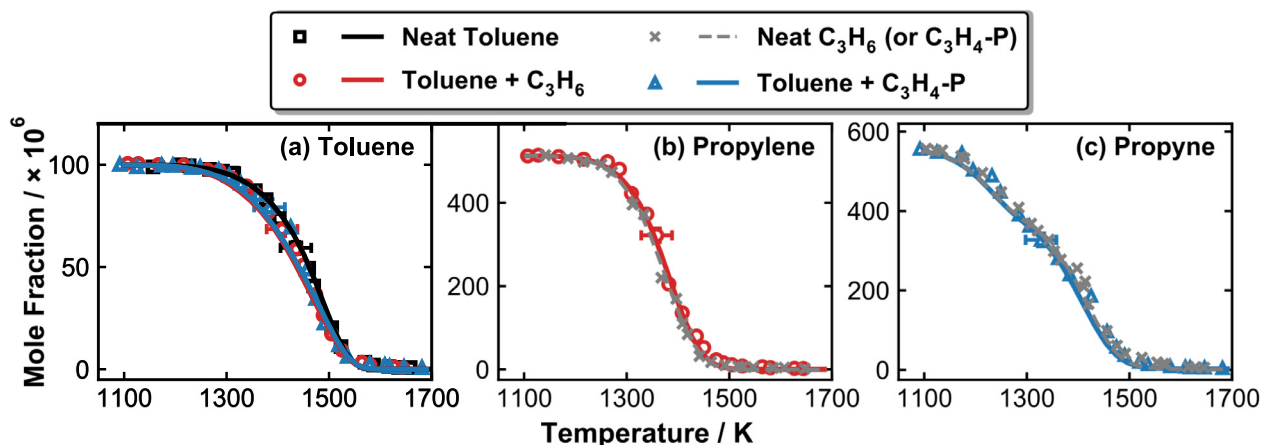 Neat Toluene
Neat C₃H₆ (or C₃H₄-P)
Toluene + C₃H₆
Toluene + C₃H₄-P
Mole Fraction / × 10⁶
(a) Toluene
100
50
0
1100 1300 1500 1700
(b) Propylene
400
200
0
1100 1300 1500 1700
(c) Propyne
600
400
200
0
1100 1300 1500 1700
Temperature / K